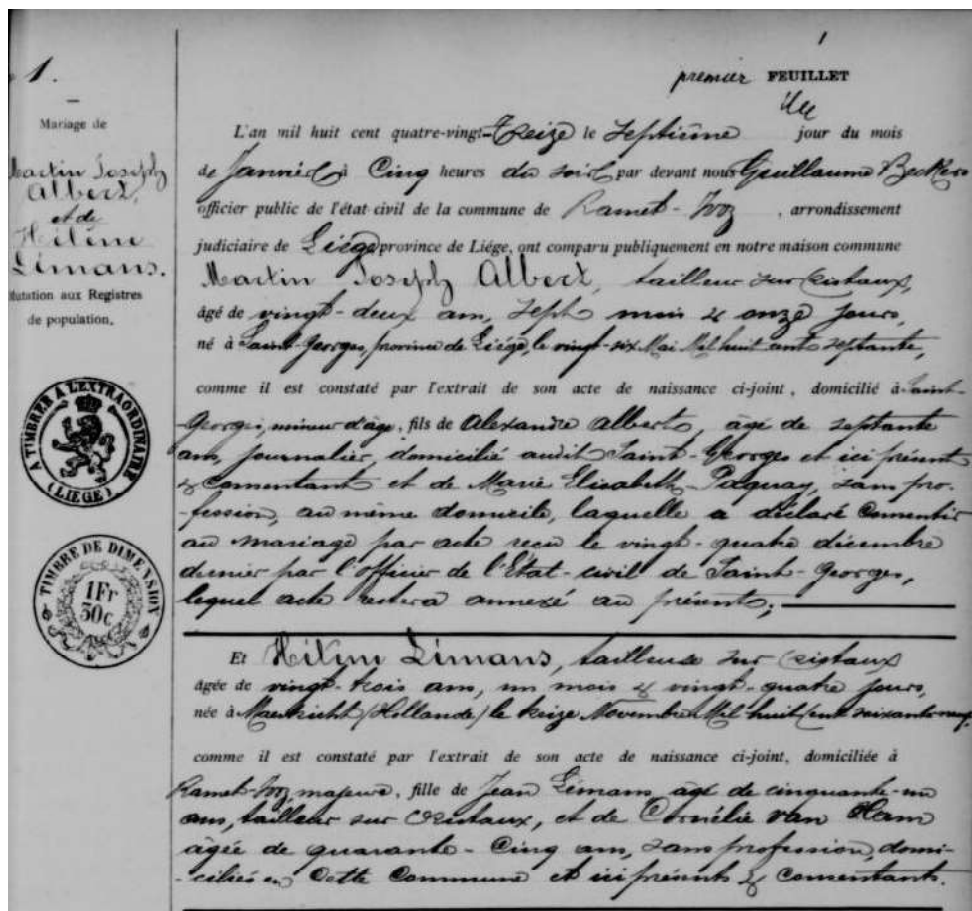 1
premier FEUILLET
1.
Mariage de
Martin Joseph
Albert,
et de
Hélène
Limans.
Mutation aux Registres
de population.
A TIMBRER A L'EXTRAORDINAIRE
(LIÉGE)
TIMBRE DE DIMENSION
1Fr
30c
L'an mil huit cent quatre-vingt-Treize le Septième jour du mois
de Janvier à Cinq heures du soir par devant nous Guillaume Beckers
officier public de l'état-civil de la commune de Ramet-Ivoz, arrondissement
judiciaire de Liége province de Liége, ont comparu publiquement en notre maison commune
Martin Joseph Albert, tailleur sur Cristaux,
âgé de vingt-deux ans, Sept mois & onze jours,
né à Saint-Georges, province de Liége, le vingt-six Mai Mil huit cent septante,
comme il est constaté par l'extrait de son acte de naissance ci-joint, domicilié à Saint-
Georges, mineur d'âge, fils de Alexandre Albert, âgé de septante
ans, journalier, domicilié audit Saint-Georges et ici présent
& consentant et de Marie Elisabeth Paquay, sans pro-
-fession, au même domicile, laquelle a déclaré consentir
au mariage par acte reçu le vingt-quatre décembre
dernier par l'officier de l'Etat-civil de Saint-Georges,
lequel acte restera annexé au présent;
Et Hélène Limans, tailleuse sur Cristaux
âgée de vingt-trois ans, un mois & vingt-quatre jours,
née à Maestricht (Hollande) le treize Novembre Mil huit Cent soixante neuf,
comme il est constaté par l'extrait de son acte de naissance ci-joint, domiciliée à
Ramet-Ivoz, majeure, fille de Jean Limans, âgé de cinquante-un
ans, tailleur sur Cristaux, et de Cornélie van Ham
âgée de quarante-Cinq ans, sans profession, domi-
-ciliés en Cette Commune et ici présents & consentants.